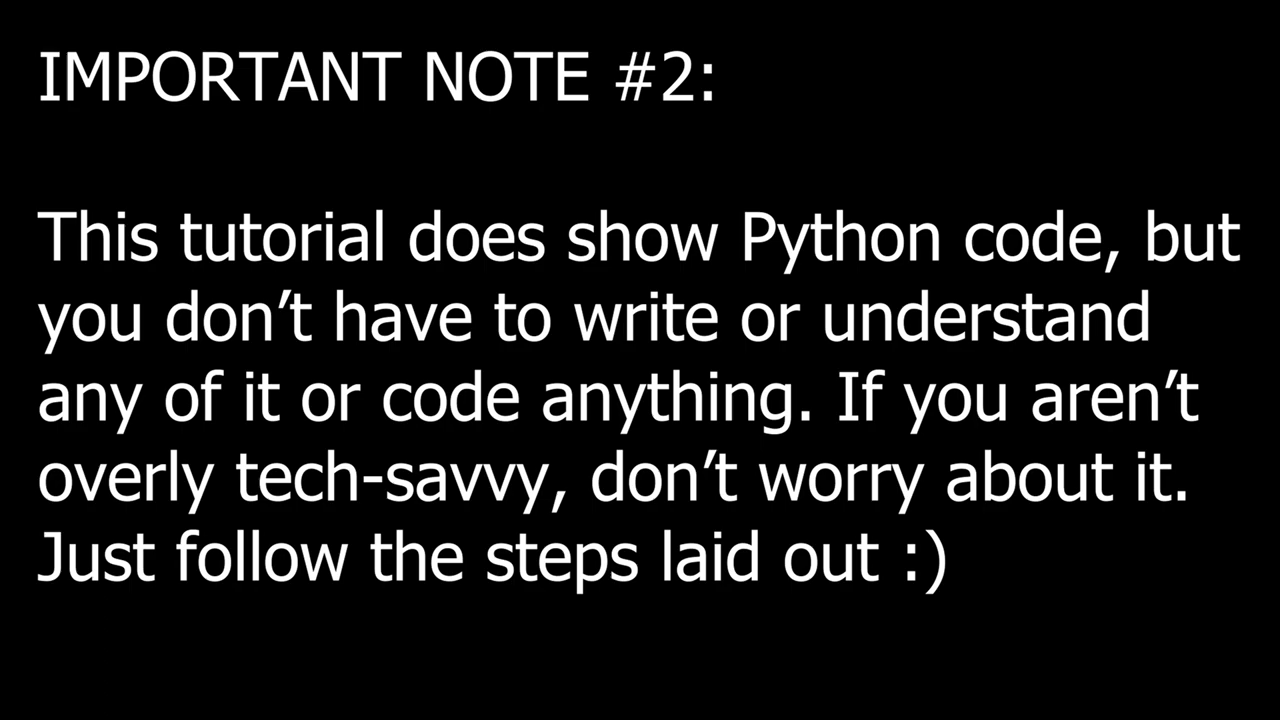 IMPORTANT NOTE #2:
This tutorial does show Python code, but
you don’t have to write or understand
any of it or code anything. If you aren’t
overly tech-savvy, don’t worry about it.
Just follow the steps laid out :)